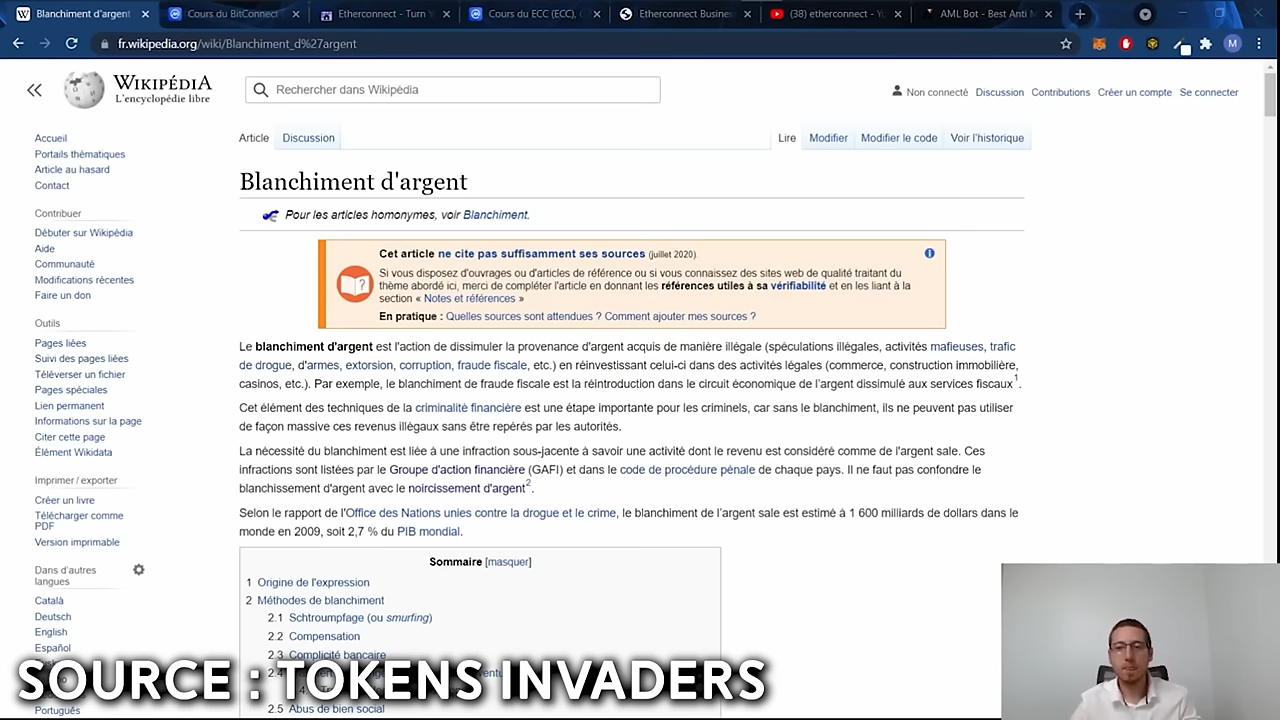 Blanchiment d'argent
Cours du BitConnect
Etherconnect - Turn Y
Cours du ECC (ECC),
Etherconnect Busine
(38) etherconnect - Y
AML Bot - Best Anti M
fr.wikipedia.org/wiki/Blanchiment_d%27argent
M
WIKIPÉDIA
L'encyclopédie libre
Rechercher dans Wikipédia
Non connecté Discussion Contributions Créer un compte Se connecter
Accueil
Portails thématiques
Article au hasard
Contact
Contribuer
Débuter sur Wikipédia
Aide
Communauté
Modifications récentes
Faire un don
Outils
Pages liées
Suivi des pages liées
Téléverser un fichier
Pages spéciales
Lien permanent
Informations sur la page
Citer cette page
Élément Wikidata
Imprimer / exporter
Créer un livre
Télécharger comme
PDF
Version imprimable
Dans d'autres
langues
Català
Deutsch
English
Español
Português
Article Discussion Lire Modifier Modifier le code Voir l'historique
Blanchiment d'argent
Pour les articles homonymes, voir Blanchiment.
Cet article ne cite pas suffisamment ses sources (juillet 2020).
Si vous disposez d'ouvrages ou d'articles de référence ou si vous connaissez des sites web de qualité traitant du
thème abordé ici, merci de compléter l'article en donnant les références utiles à sa vérifiabilité et en les liant à la
section « Notes et références »
En pratique : Quelles sources sont attendues ? Comment ajouter mes sources ?
Le blanchiment d'argent est l'action de dissimuler la provenance d'argent acquis de manière illégale (spéculations illégales, activités mafieuses, trafic
de drogue, d'armes, extorsion, corruption, fraude fiscale, etc.) en réinvestissant celui-ci dans des activités légales (commerce, construction immobilière,
casinos, etc.). Par exemple, le blanchiment de fraude fiscale est la réintroduction dans le circuit économique de l'argent dissimulé aux services fiscaux1.
Cet élément des techniques de la criminalité financière est une étape importante pour les criminels, car sans le blanchiment, ils ne peuvent pas utiliser
de façon massive ces revenus illégaux sans être repérés par les autorités.
La nécessité du blanchiment est liée à une infraction sous-jacente à savoir une activité dont le revenu est considéré comme de l'argent sale. Ces
infractions sont listées par le Groupe d'action financière (GAFI) et dans le code de procédure pénale de chaque pays. Il ne faut pas confondre le
blanchissement d'argent avec le noircissement d'argent2.
Selon le rapport de l'Office des Nations unies contre la drogue et le crime, le blanchiment de l'argent sale est estimé à 1 600 milliards de dollars dans le
monde en 2009, soit 2,7 % du PIB mondial.
Sommaire [masquer]
1 Origine de l'expression
2 Méthodes de blanchiment
2.1 Schtroumpfage (ou smurfing)
2.2 Compensation
2.3 Complicité bancaire
2.5 Abus de bien social
SOURCE : TOKENS INVADERS